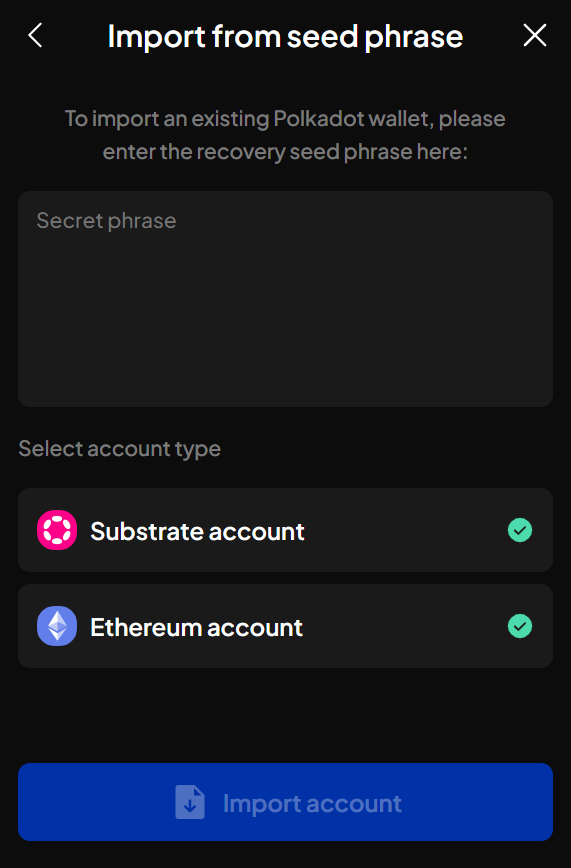 Import from seed phrase
To import an existing Polkadot wallet, please
enter the recovery seed phrase here:
Secret phrase
Select account type
Substrate account
Ethereum account
Import account